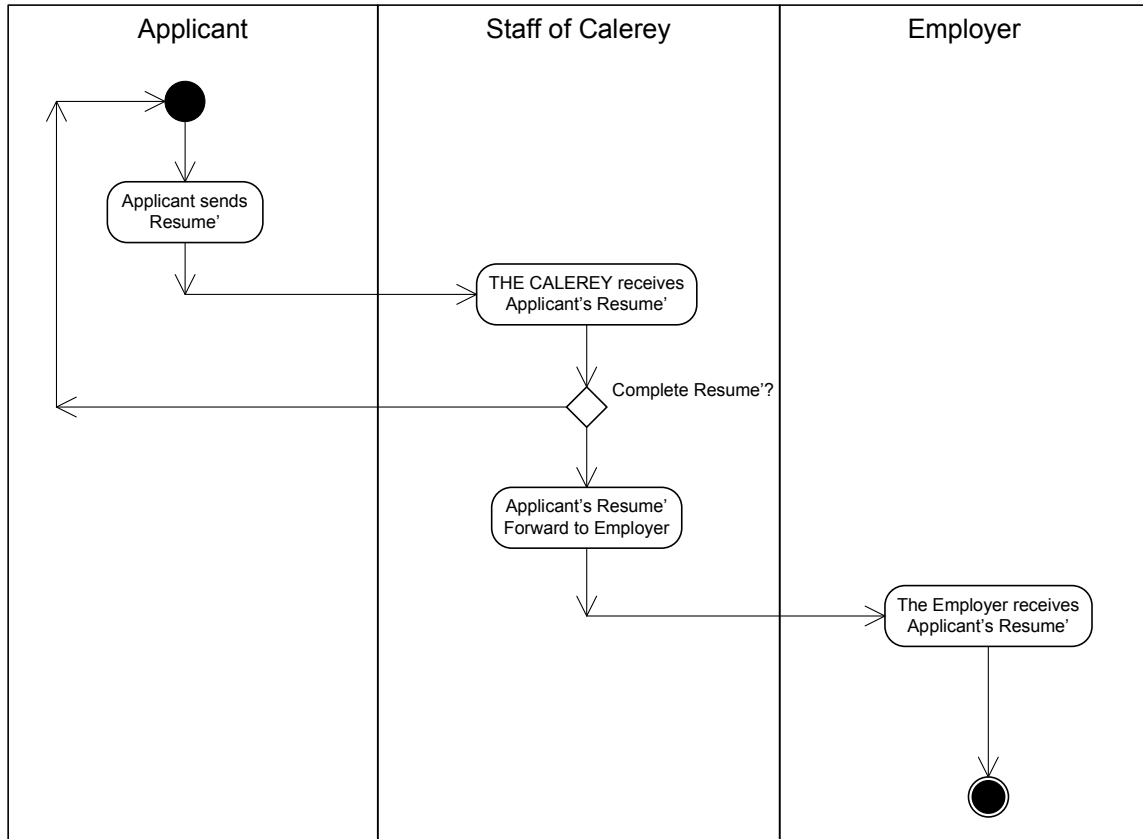 Applicant
Staff of Calerey
Employer
Applicant sends
Resume’
THE CALEREY receives
Applicant’s Resume’
Complete Resume’?
Applicant’s Resume’
Forward to Employer
The Employer receives
Applicant’s Resume’